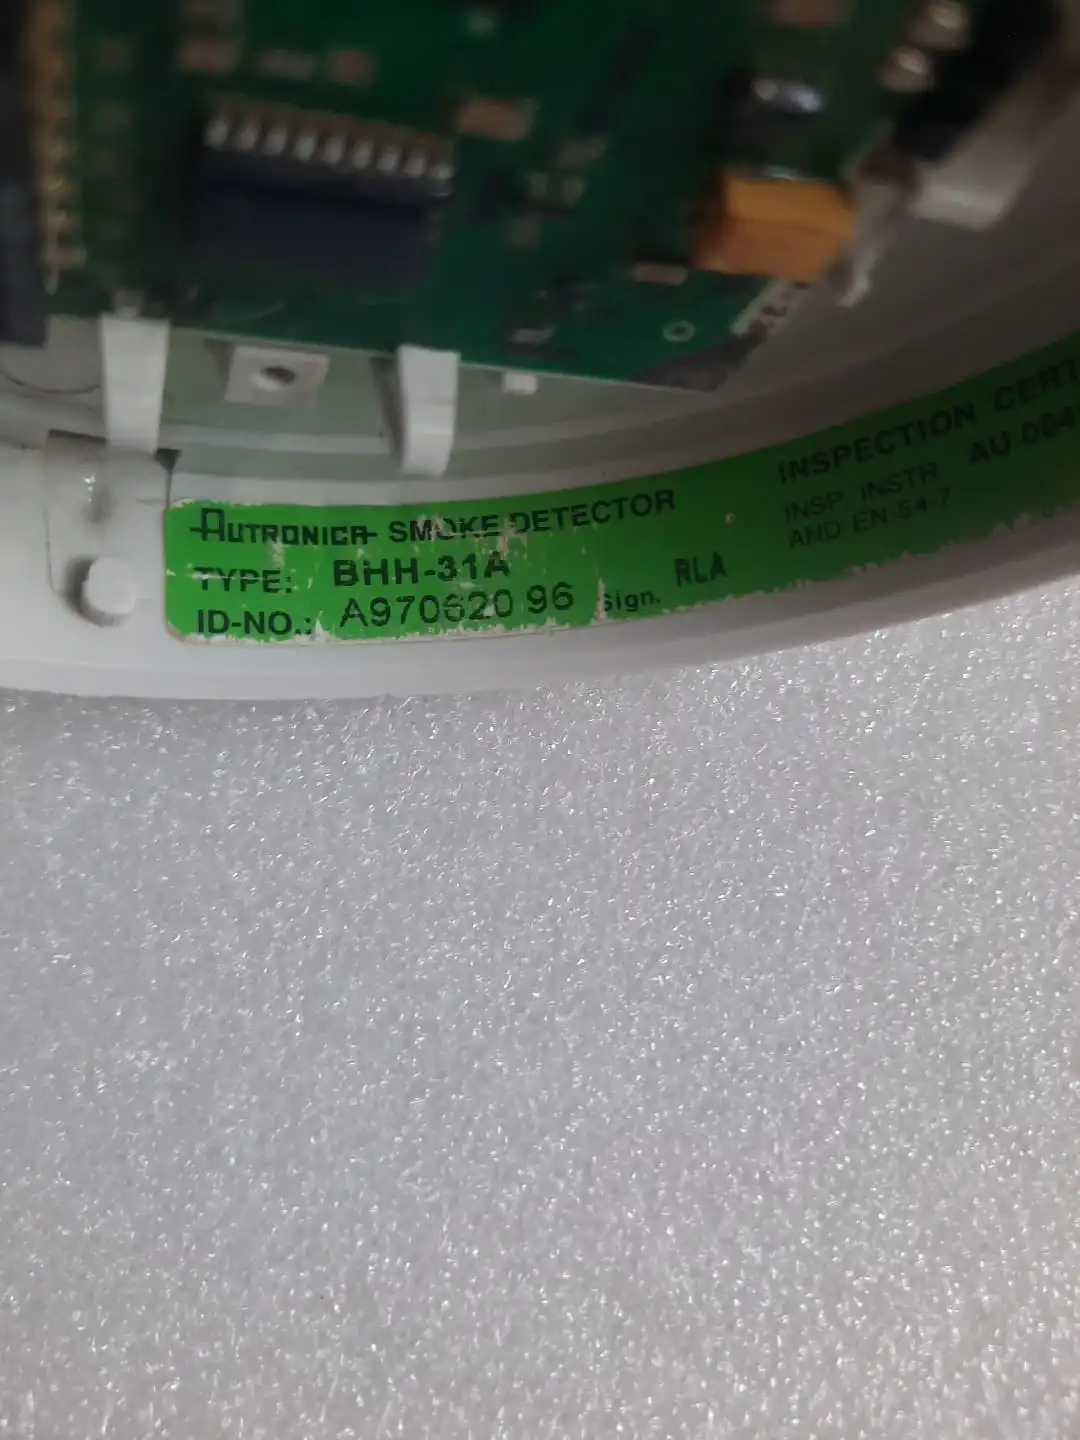 AUTRONICA SMOKE DETECTOR
TYPE: BHH-31A
ID-NO.: A970620 96 Sign. RLA
INSPECTION CERT
INSP INSTR AU
AND EN-54-7